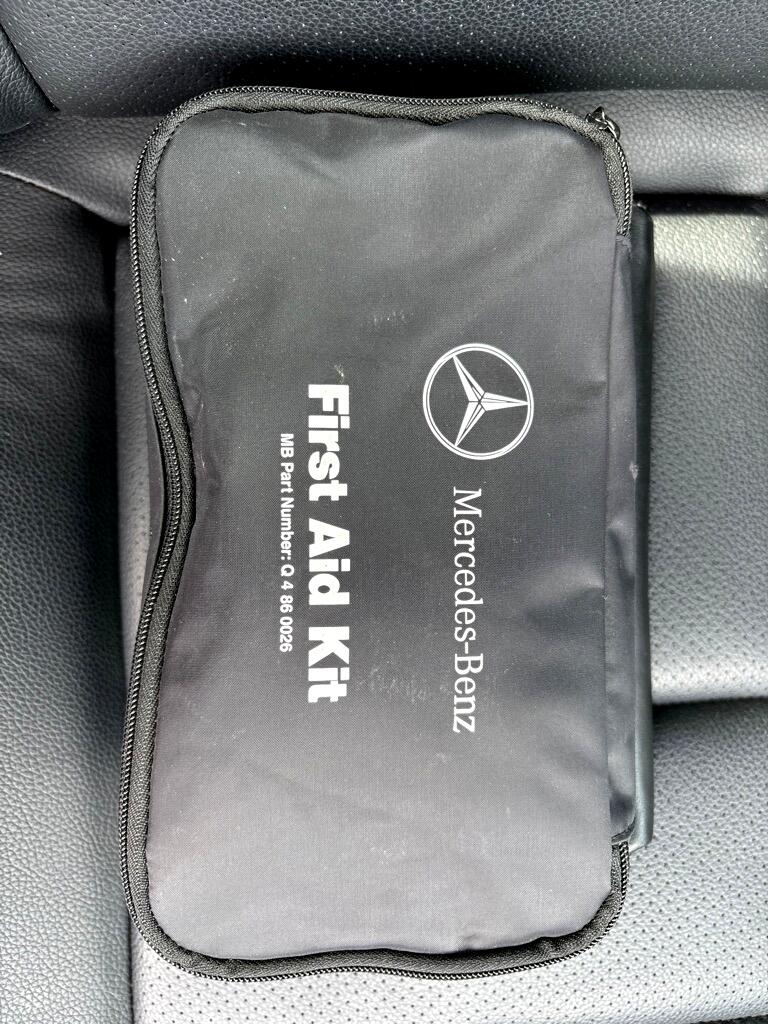 Mercedes-Benz
First Aid Kit
MB Part Number: Q 4 86 0026